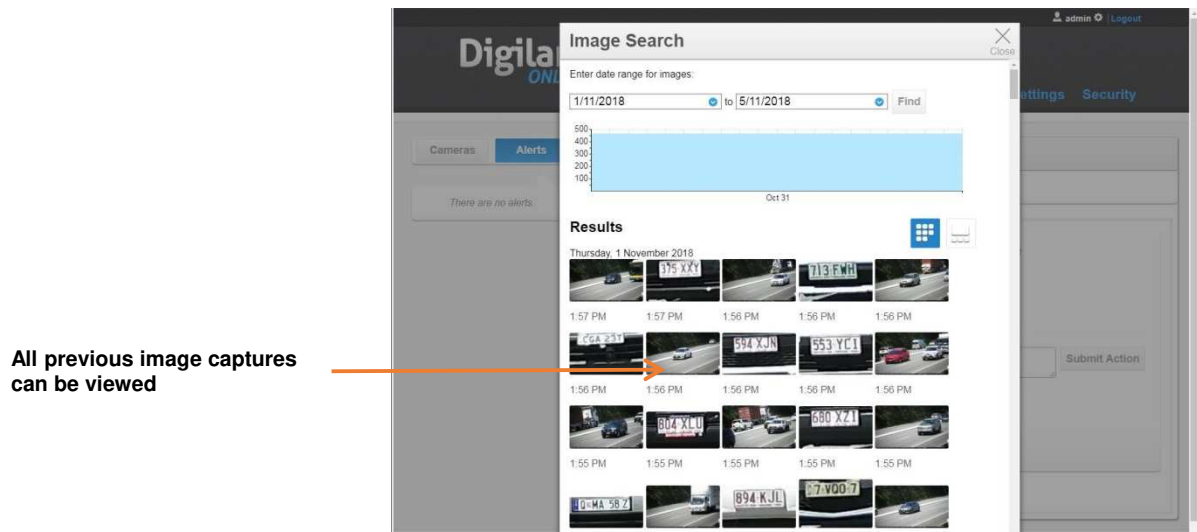 admin Logout
Digila
ONL
Image Search
Close
Enter date range for images:
1/11/2018 to 5/11/2018 Find
ettings Security
500
400
300
200
100
Oct 31
Cameras Alerts
There are no alerts.
Results
Thursday, 1 November 2018
375 XXY
713 FWH
1:57 PM 1:57 PM 1:56 PM 1:56 PM 1:56 PM
All previous image captures
can be viewed
594 XJN
553 YC1
Submit Action
1:56 PM 1:56 PM 1:56 PM 1:56 PM 1:56 PM
804 XLU
680 XZ1
1:55 PM 1:55 PM 1:55 PM 1:55 PM 1:55 PM
894 KJL